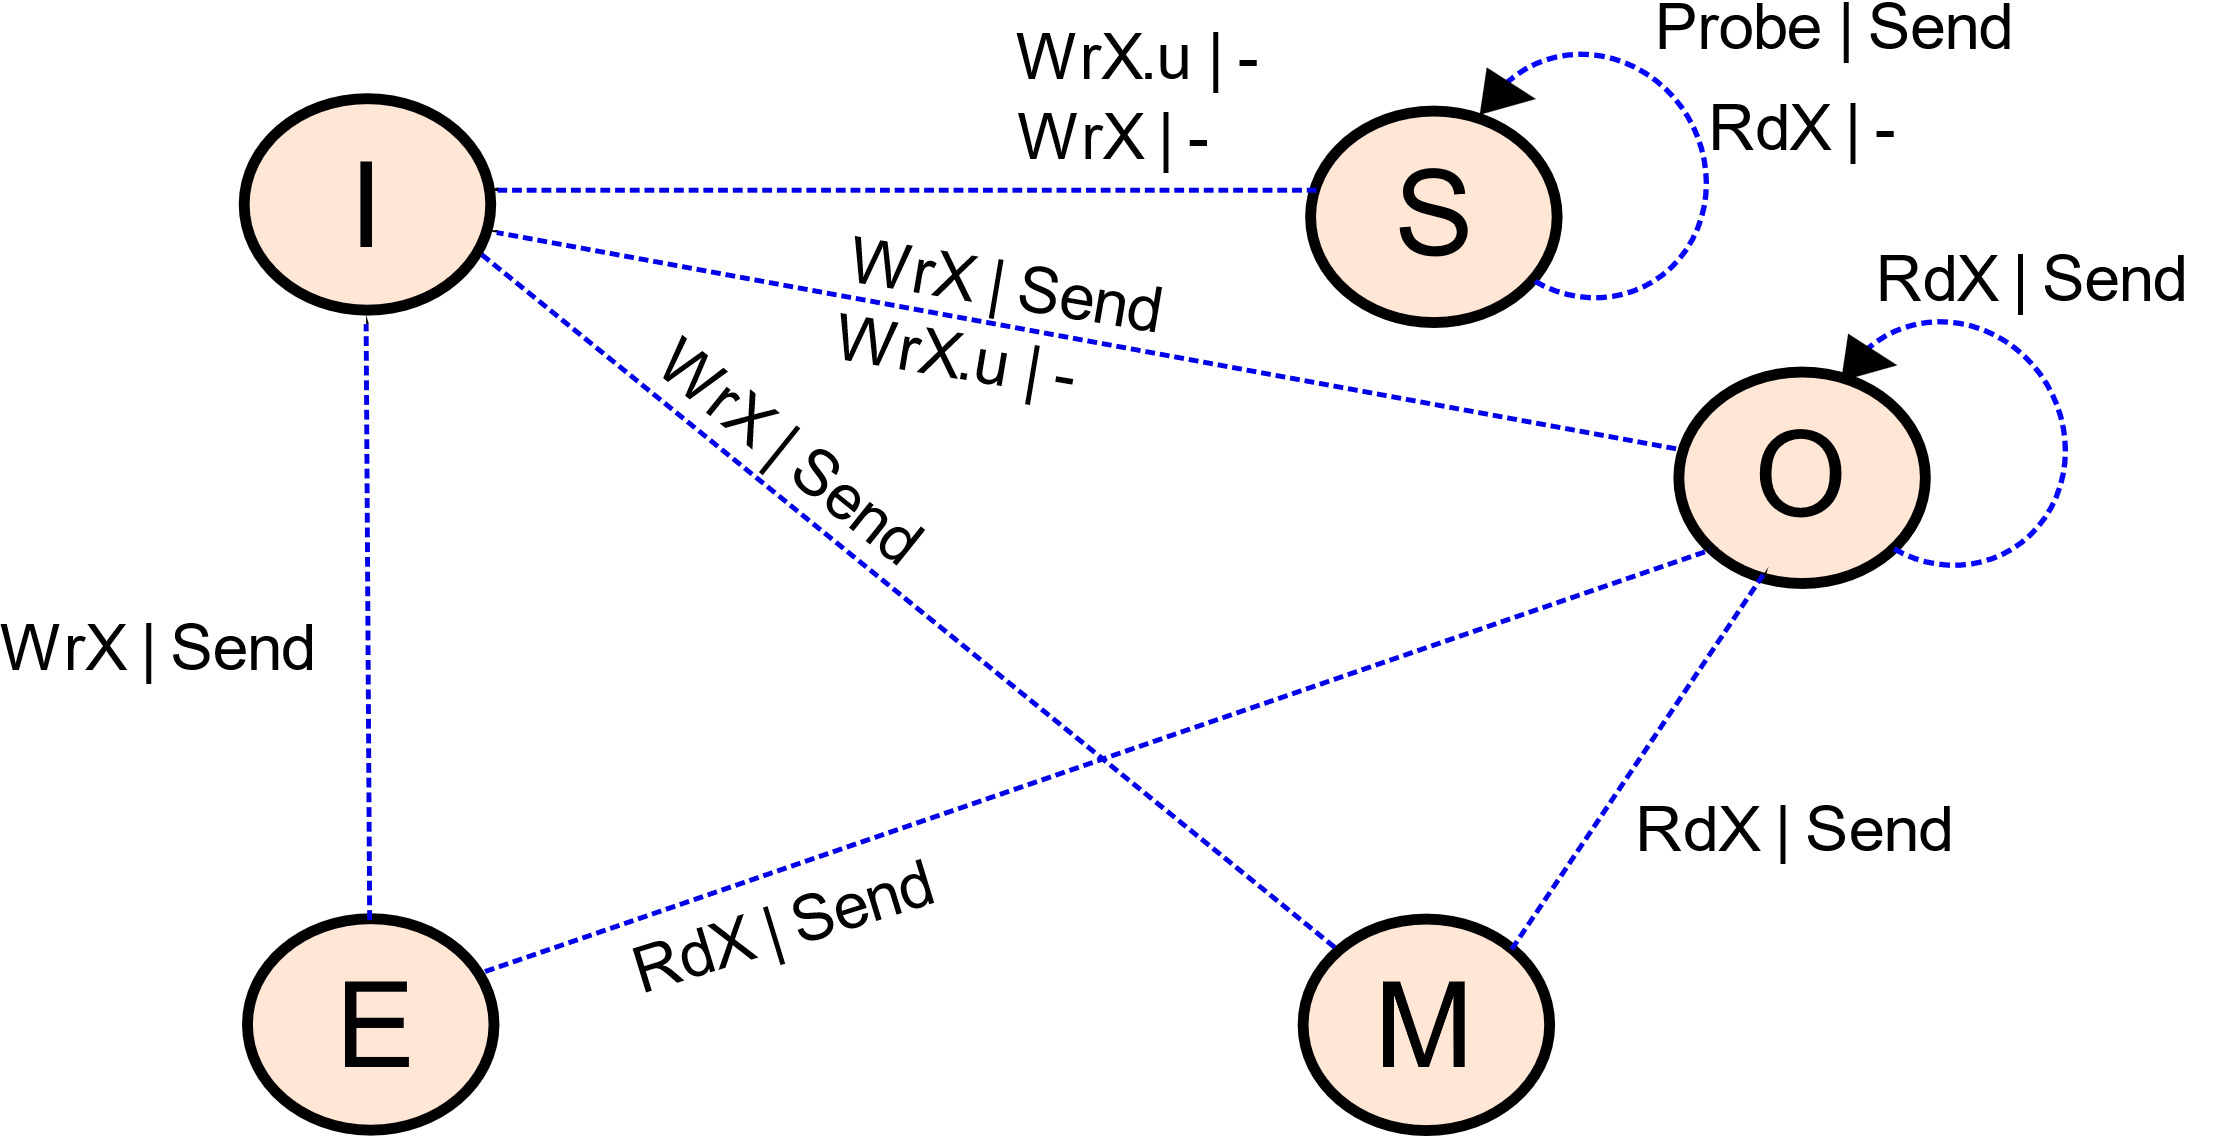 Probe | Send
WrX.u | -
RdX | -
WrX | -
I
S
WrX | Send
WrX.u | -
RdX | Send
WrX | Send
O
WrX | Send
RdX | Send
RdX | Send
E
M